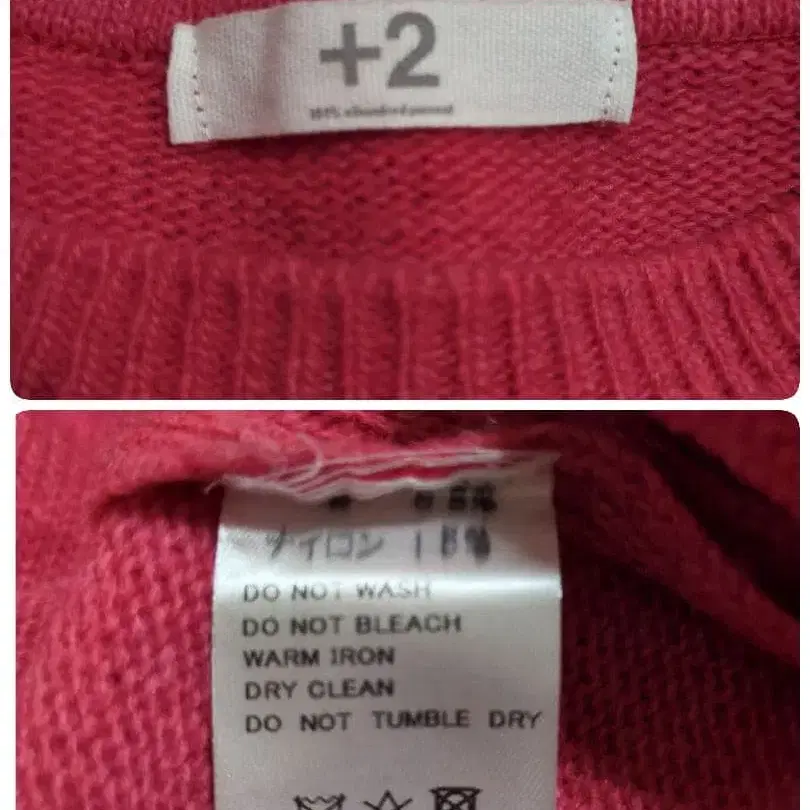 +2
ナイロン
DO NOT WASH
DO NOT BLEACH
WARM IRON
DRY CLEAN
DO NOT TUMBLE DRY